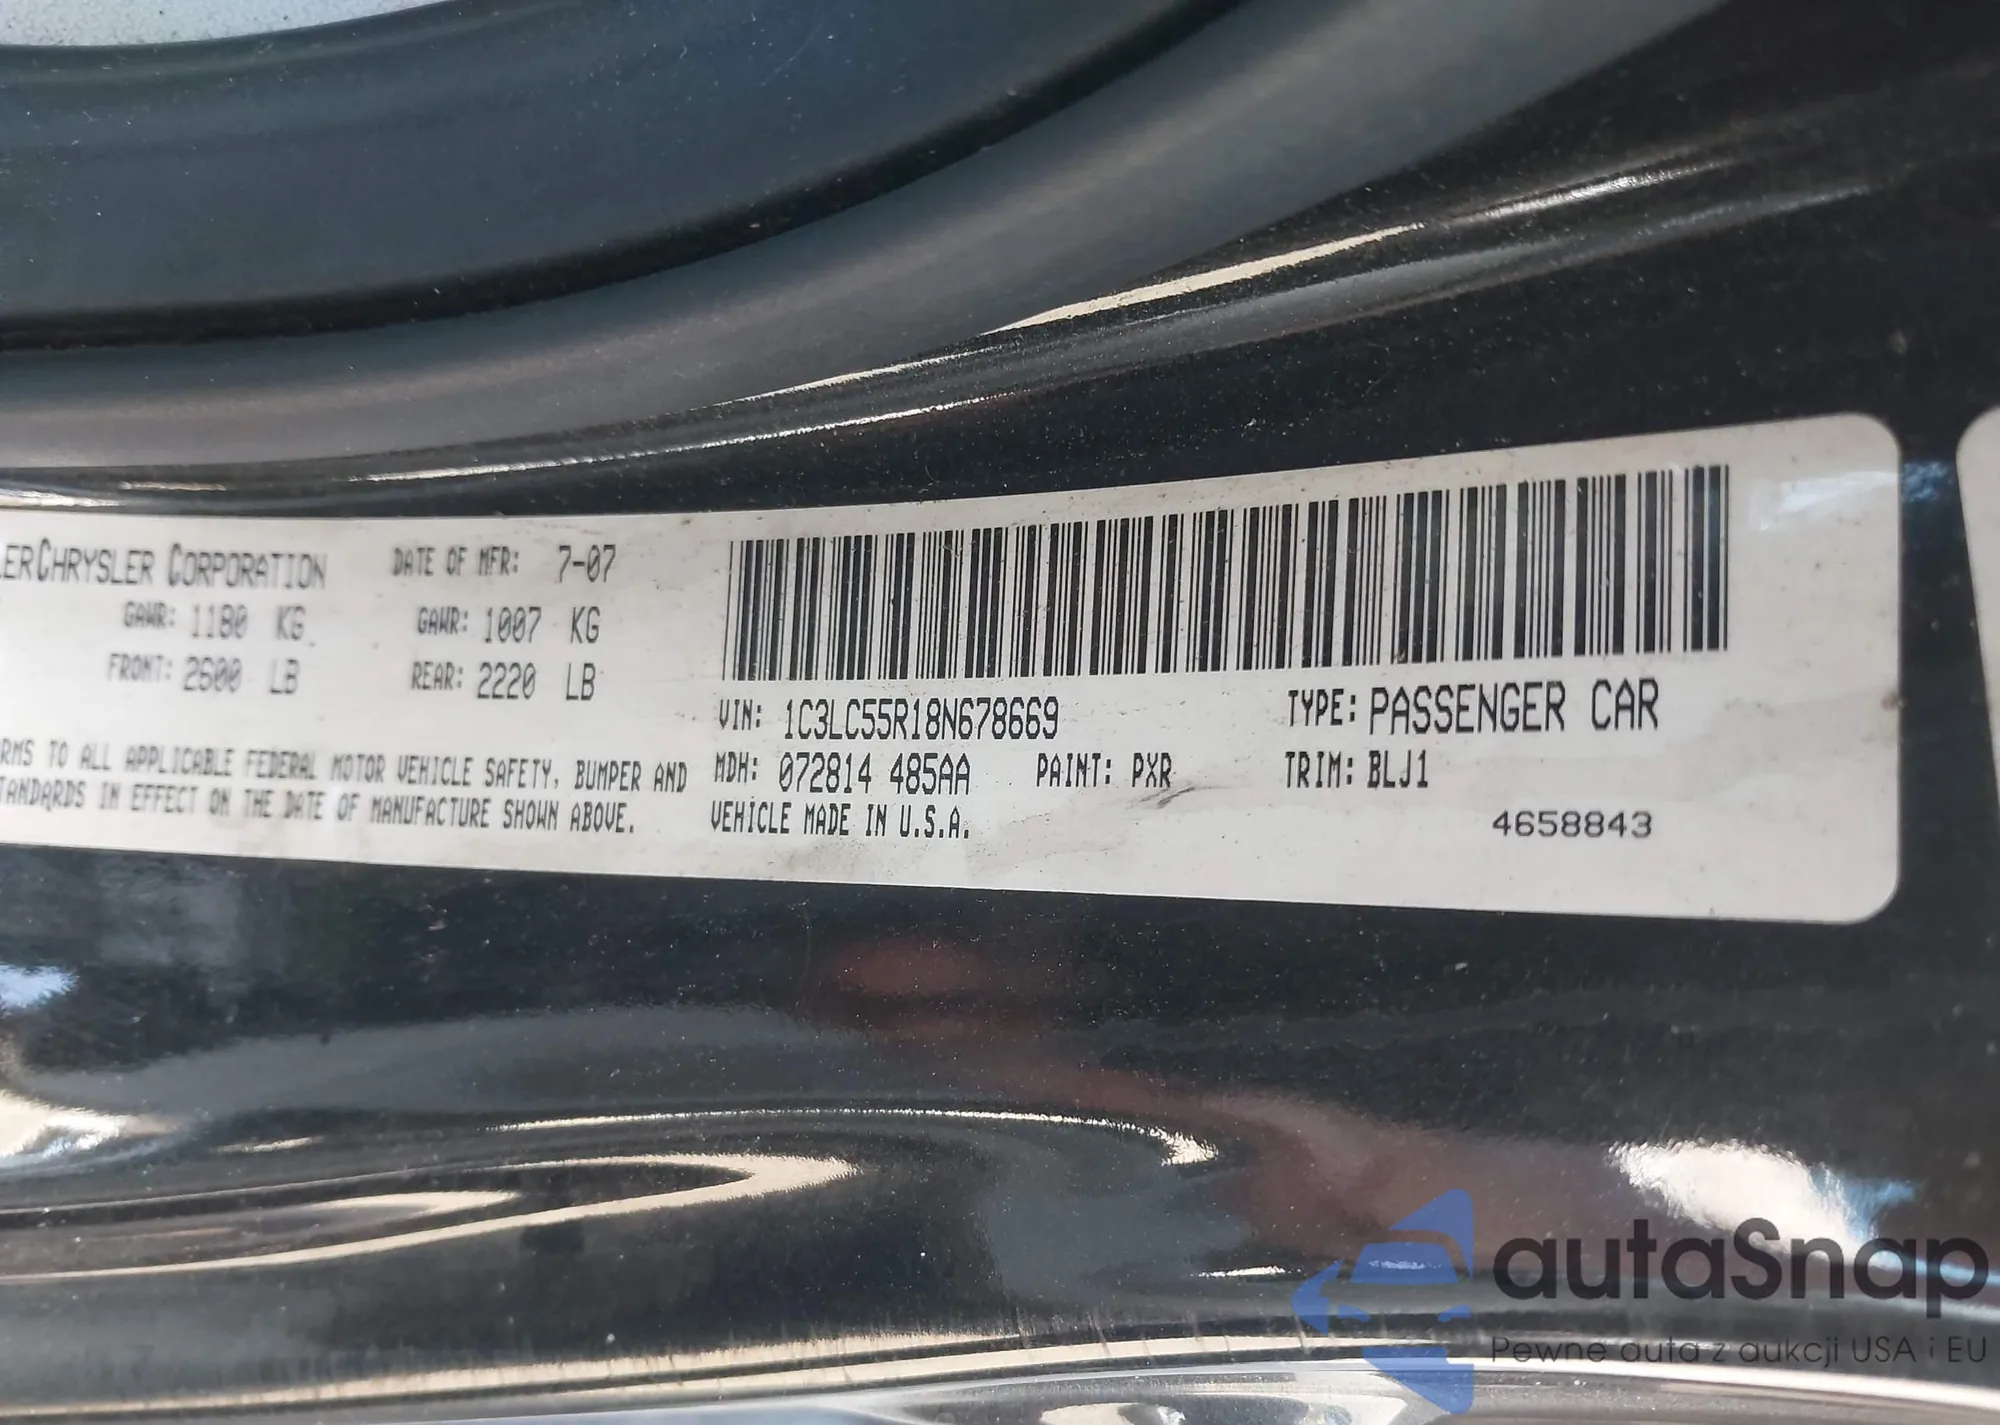 LERCHRYSLER CORPORATION DATE OF MFR: 7-07
GAWR: 1180 KG GAWR: 1007 KG
FRONT: 2600 LB REAR: 2220 LB
VIN: 1C3LC55R18N678669 TYPE: PASSENGER CAR
RMS TO ALL APPLICABLE FEDERAL MOTOR VEHICLE SAFETY, BUMPER AND MDH: 072814 485AA PAINT: PXR TRIM: BLJ1
TANDARDS IN EFFECT ON THE DATE OF MANUFACTURE SHOWN ABOVE. VEHICLE MADE IN U.S.A. 4658843
autaSnap
Pewne auta z aukcji USA i EU